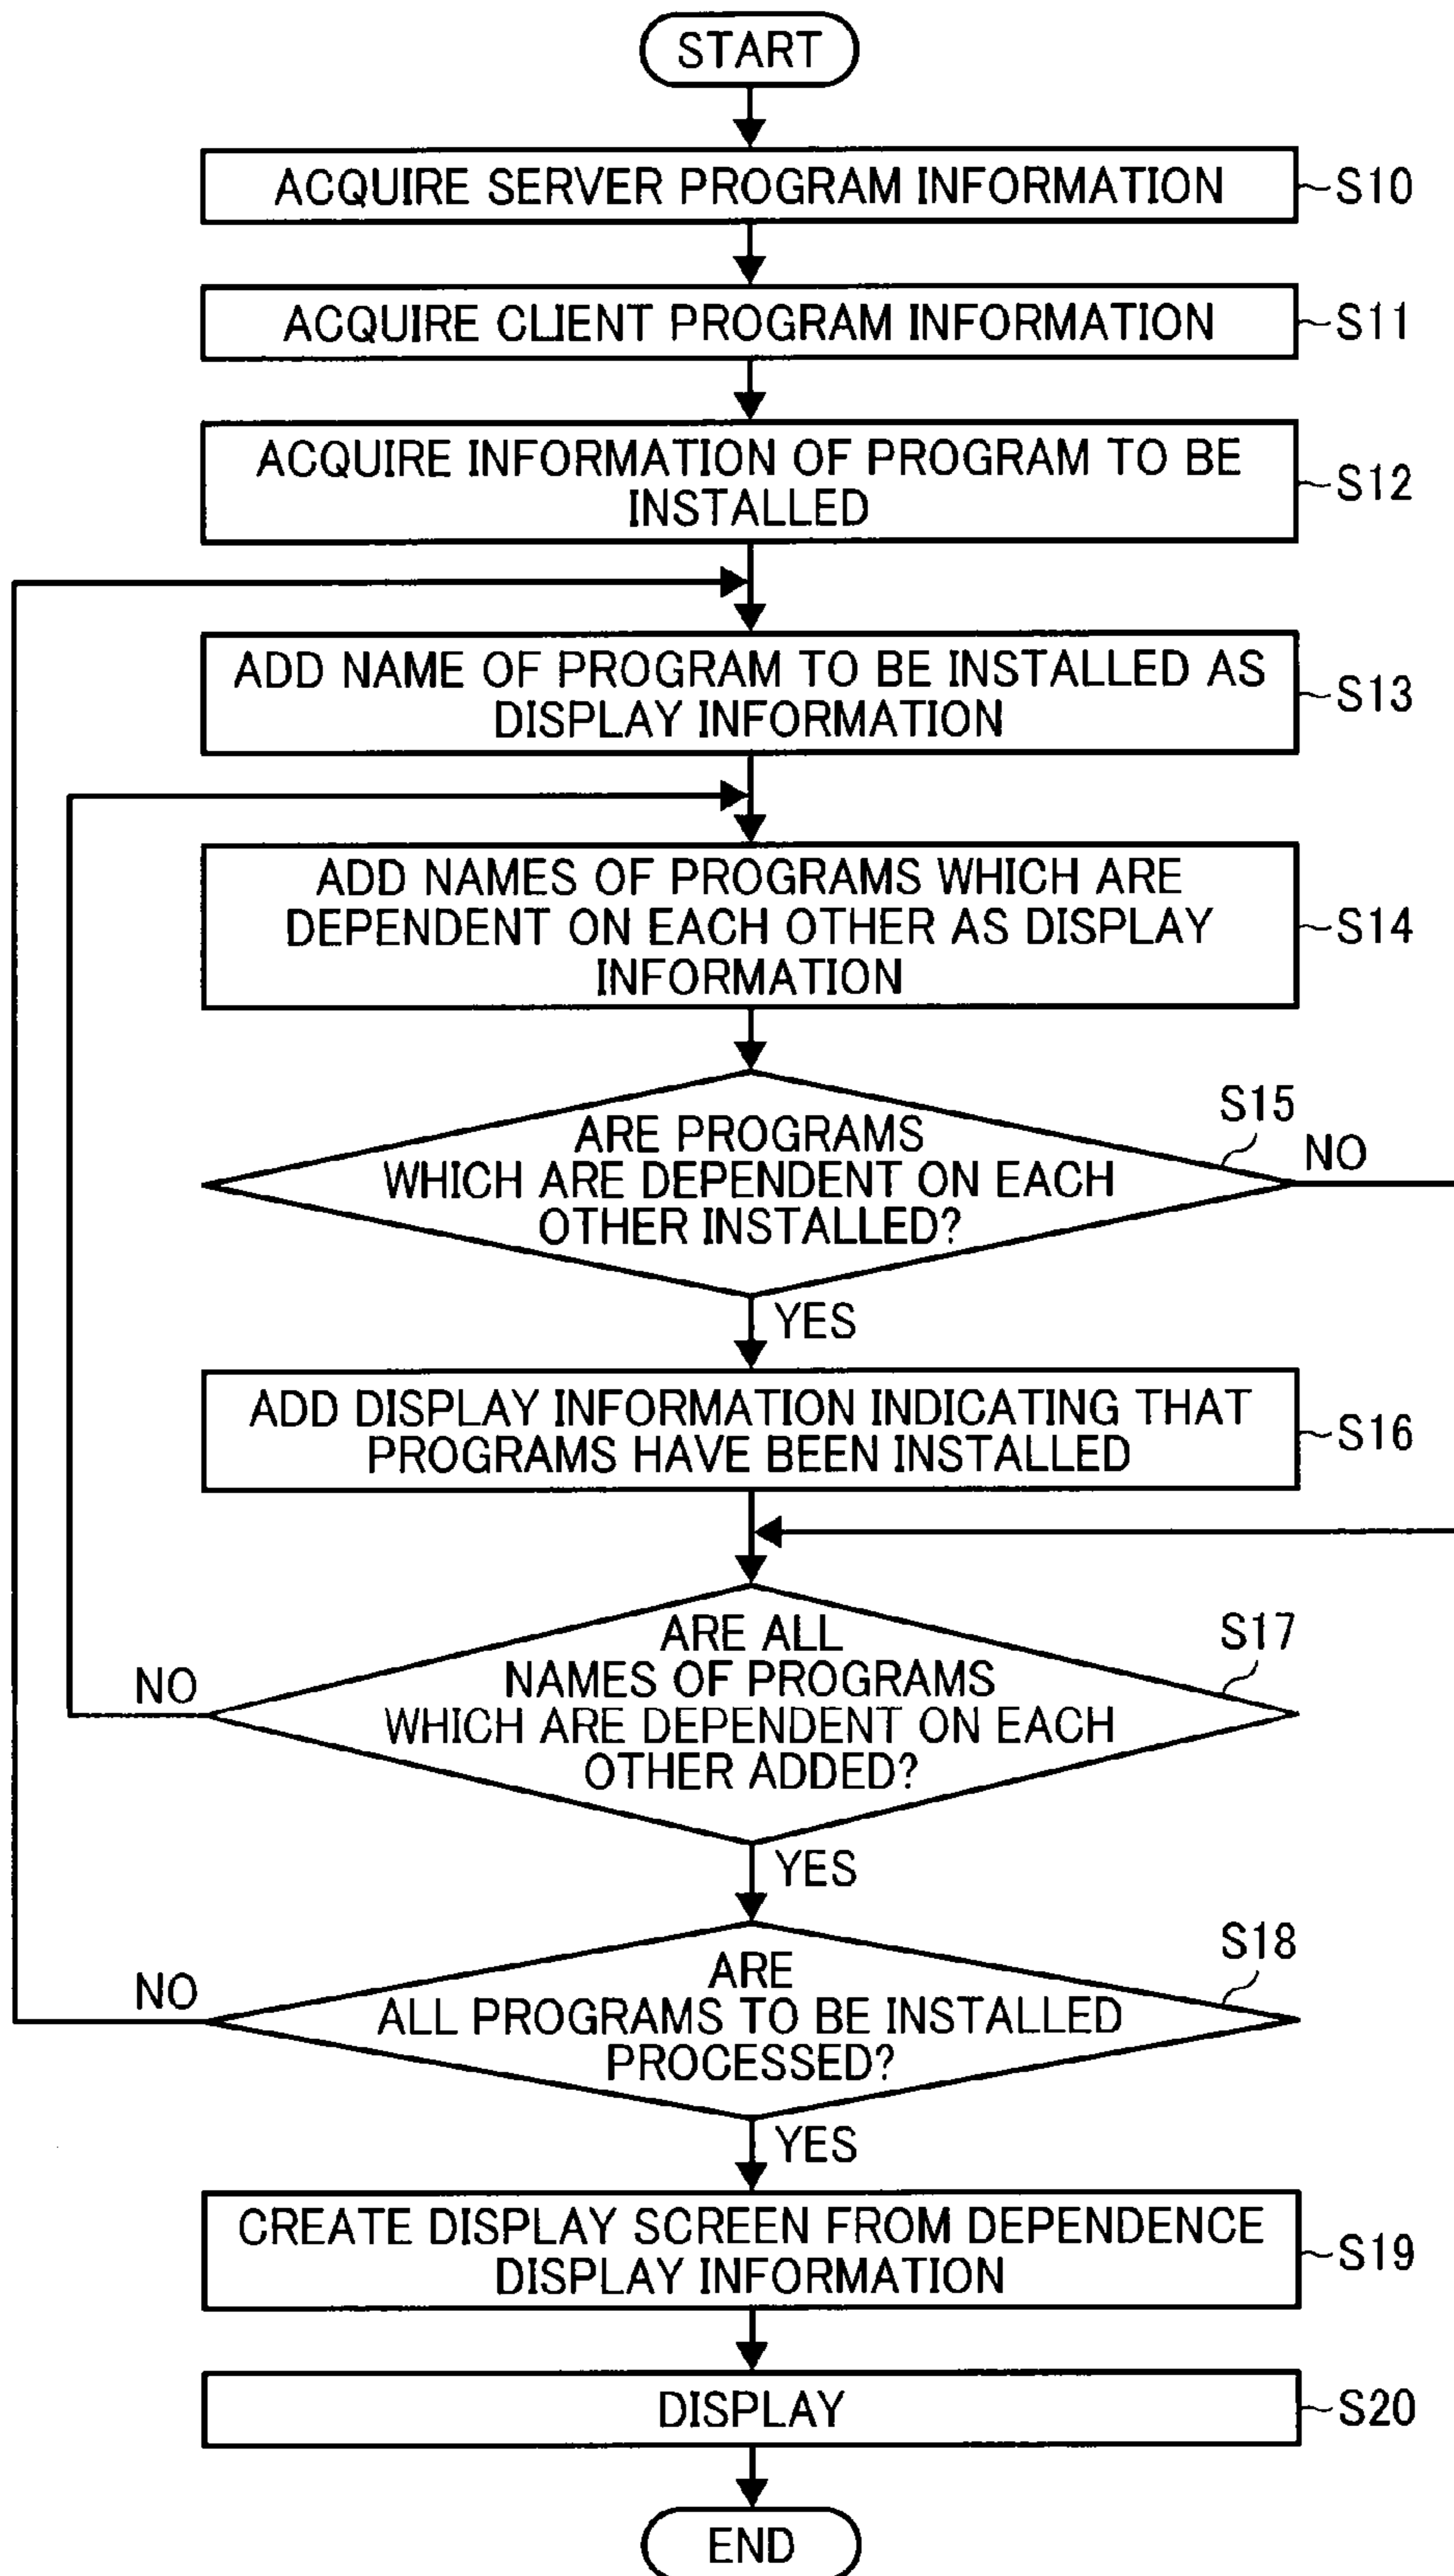 START
ACQUIRE SERVER PROGRAM INFORMATION
S10
ACQUIRE CLIENT PROGRAM INFORMATION
S11
ACQUIRE INFORMATION OF PROGRAM TO BE
INSTALLED
S12
ADD NAME OF PROGRAM TO BE INSTALLED AS
DISPLAY INFORMATION
S13
ADD NAMES OF PROGRAMS WHICH ARE
DEPENDENT ON EACH OTHER AS DISPLAY
INFORMATION
S14
ARE PROGRAMS
WHICH ARE DEPENDENT ON EACH
OTHER INSTALLED?
S15
NO
YES
ADD DISPLAY INFORMATION INDICATING THAT
PROGRAMS HAVE BEEN INSTALLED
S16
ARE ALL
NAMES OF PROGRAMS
WHICH ARE DEPENDENT ON EACH
OTHER ADDED?
S17
NO
YES
ARE
ALL PROGRAMS TO BE INSTALLED
PROCESSED?
S18
NO
YES
CREATE DISPLAY SCREEN FROM DEPENDENCE
DISPLAY INFORMATION
S19
DISPLAY
S20
END